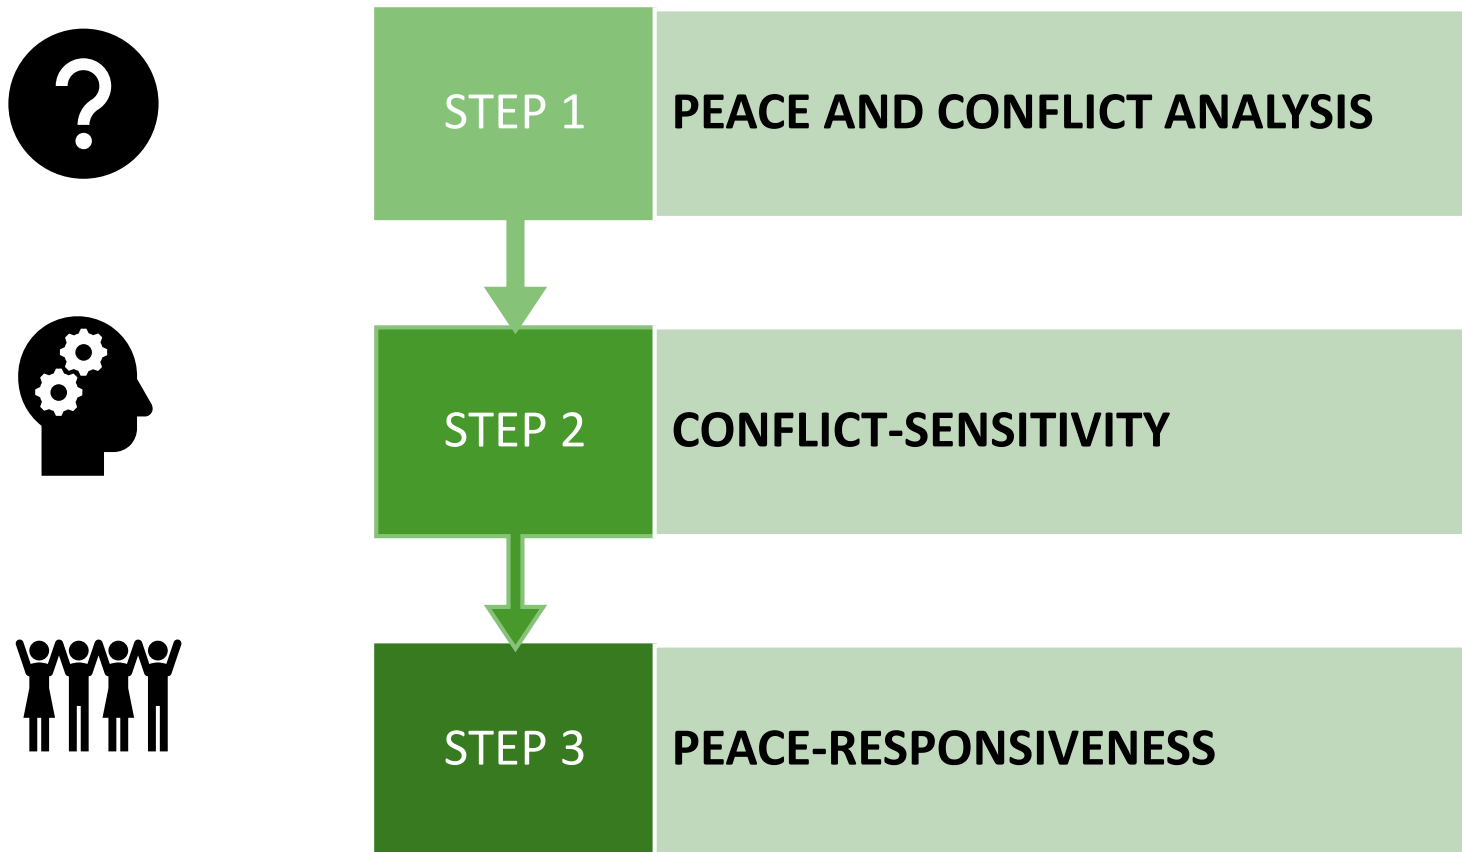 ?
STEP 1
PEACE AND CONFLICT ANALYSIS
STEP 2
CONFLICT-SENSITIVITY
STEP 3
PEACE-RESPONSIVENESS